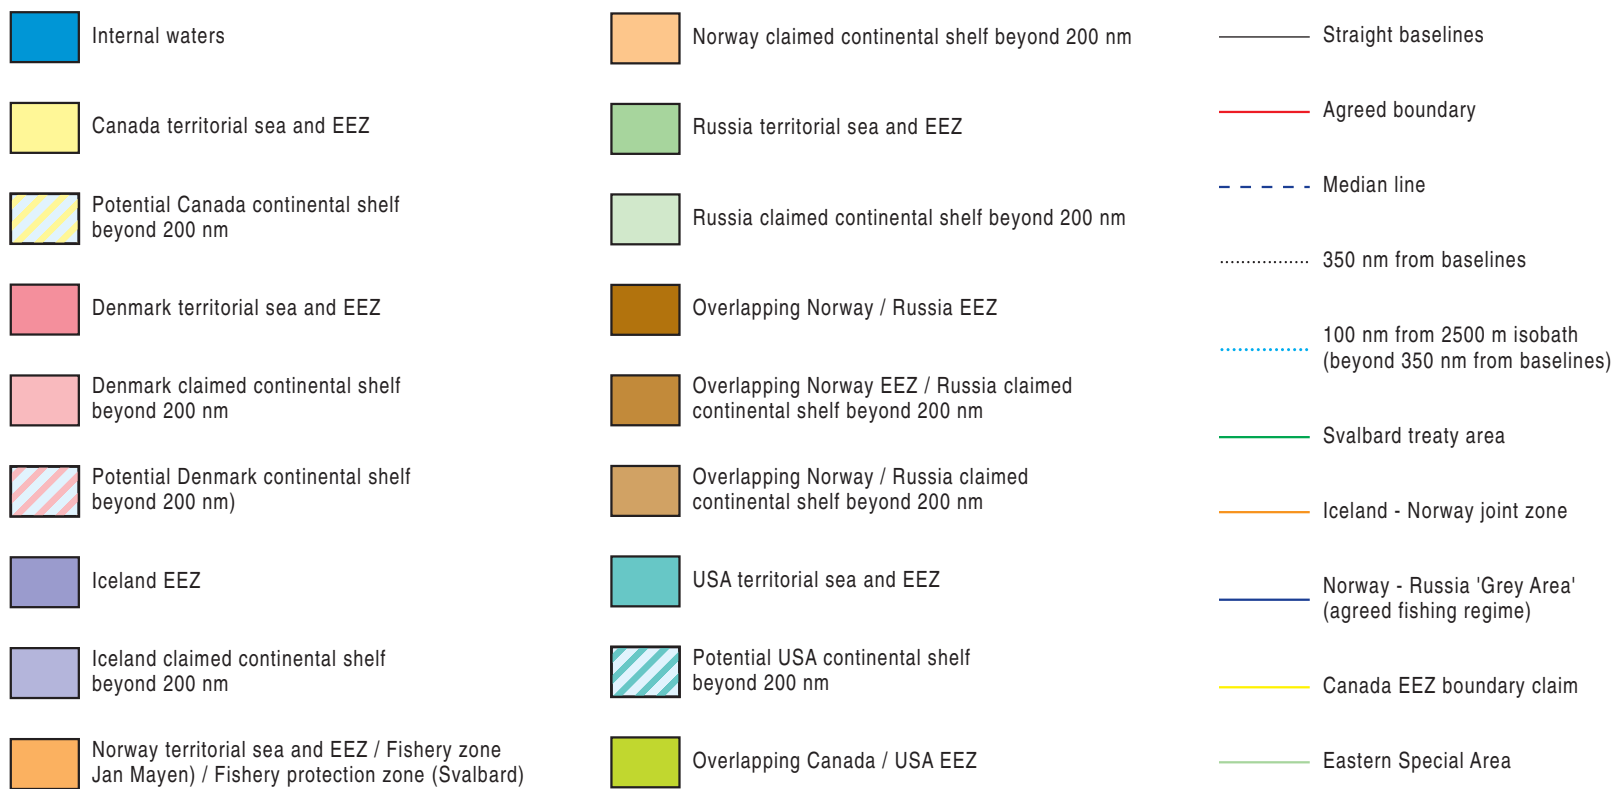 Internal waters
Canada territorial sea and EEZ
Potential Canada continental shelf
beyond 200 nm
Denmark territorial sea and EEZ
Denmark claimed continental shelf
beyond 200 nm
Potential Denmark continental shelf
beyond 200 nm)
Iceland EEZ
Iceland claimed continental shelf
beyond 200 nm
Norway territorial sea and EEZ / Fishery zone
Jan Mayen) / Fishery protection zone (Svalbard)
Norway claimed continental shelf beyond 200 nm
Russia territorial sea and EEZ
Russia claimed continental shelf beyond 200 nm
Overlapping Norway / Russia EEZ
Overlapping Norway EEZ / Russia claimed
continental shelf beyond 200 nm
Overlapping Norway / Russia claimed
continental shelf beyond 200 nm
USA territorial sea and EEZ
Potential USA continental shelf
beyond 200 nm
Overlapping Canada / USA EEZ
Straight baselines
Agreed boundary
Median line
350 nm from baselines
100 nm from 2500 m isobath
(beyond 350 nm from baselines)
Svalbard treaty area
Iceland - Norway joint zone
Norway - Russia 'Grey Area'
(agreed fishing regime)
Canada EEZ boundary claim
Eastern Special Area